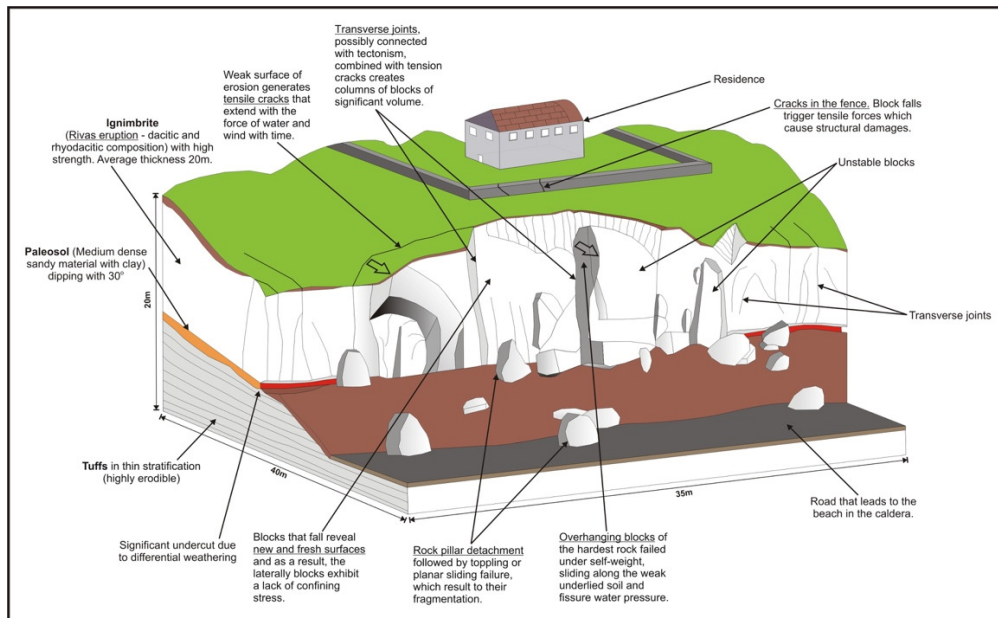 Transverse joints,
possibly connected
with tectonism,
combined with tension
cracks creates
columns of blocks of
significant volume.
Weak surface of
erosion generates
tensile cracks that
extend with the
force of water and
wind with time.
Residence
Ignimbrite
(Rivas eruption - dacitic and
rhyodacitic composition) with high
strength. Average thickness 20m.
Cracks in the fence. Block falls
trigger tensile forces which
cause structural damages.
Unstable blocks
Paleosol (Medium dense
sandy material with clay)
dipping with 30°
20m
Transverse joints
Tuffs in thin stratification
(highly erodible)
40m
35m
Road that leads to the
beach in the caldera.
Significant undercut due
to differential weathering
Blocks that fall reveal
new and fresh surfaces
and as a result, the
laterally blocks exhibit
a lack of confining
stress.
Rock pillar detachment
followed by toppling or
planar sliding failure,
which result to their
fragmentation.
Overhanging blocks of
the hardest rock failed
under self-weight,
sliding along the weak
underlied soil and
fissure water pressure.